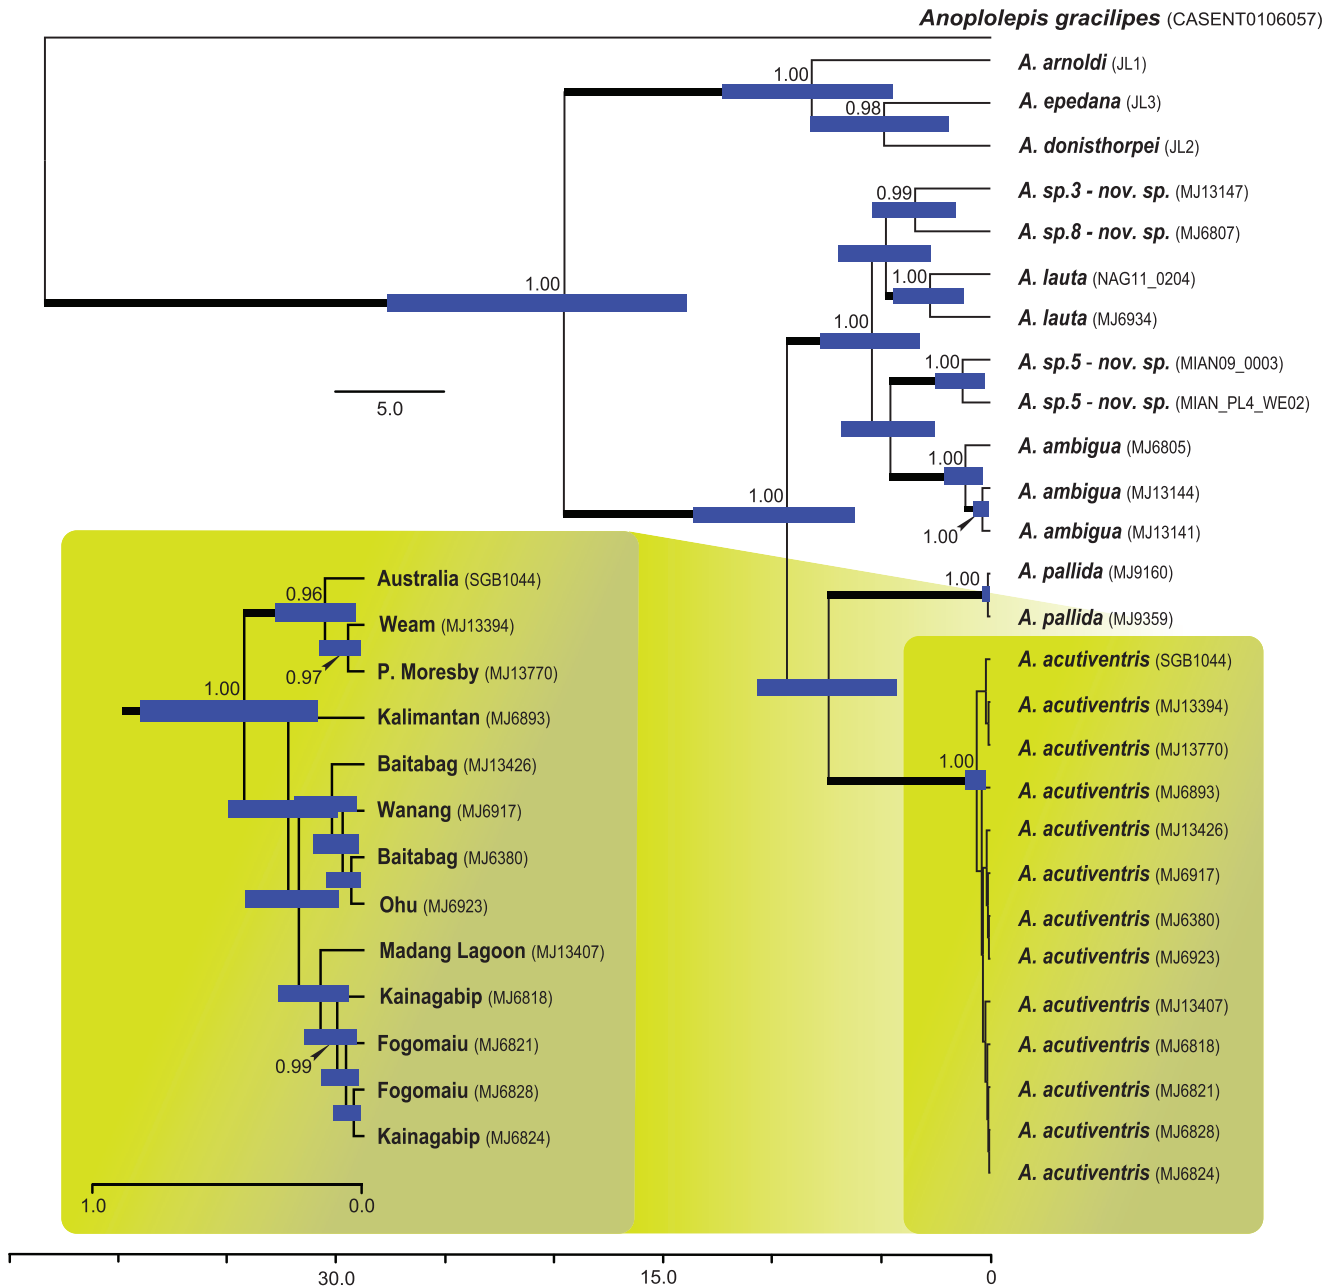 Anoplolepis gracilipes (CASENT0106057)
1.00
A. arnoldi (JL1)
0.98
A. epedana (JL3)
A. donisthorpei (JL2)
0.99
A. sp.3 - nov. sp. (MJ13147)
A. sp.8 - nov. sp. (MJ6807)
1.00
1.00
A. lauta (NAG11_0204)
A. lauta (MJ6934)
1.00
1.00
A. sp.5 - nov. sp. (MIAN09_0003)
A. sp.5 - nov. sp. (MIAN_PL4_WE02)
5.0
1.00
A. ambigua (MJ6805)
1.00
A. ambigua (MJ13144)
1.00
A. ambigua (MJ13141)
1.00
A. pallida (MJ9160)
A. pallida (MJ9359)
A. acutiventris (SGB1044)
A. acutiventris (MJ13394)
A. acutiventris (MJ13770)
1.00
A. acutiventris (MJ6893)
A. acutiventris (MJ13426)
A. acutiventris (MJ6917)
A. acutiventris (MJ6380)
A. acutiventris (MJ6923)
A. acutiventris (MJ13407)
A. acutiventris (MJ6818)
A. acutiventris (MJ6821)
A. acutiventris (MJ6828)
A. acutiventris (MJ6824)
0.96
Australia (SGB1044)
Weam (MJ13394)
0.97
P. Moresby (MJ13770)
1.00
Kalimantan (MJ6893)
Baitabag (MJ13426)
Wanang (MJ6917)
Baitabag (MJ6380)
Ohu (MJ6923)
Madang Lagoon (MJ13407)
Kainagabip (MJ6818)
Fogomaiu (MJ6821)
0.99
Fogomaiu (MJ6828)
Kainagabip (MJ6824)
1.0 0.0
30.0 15.0 0